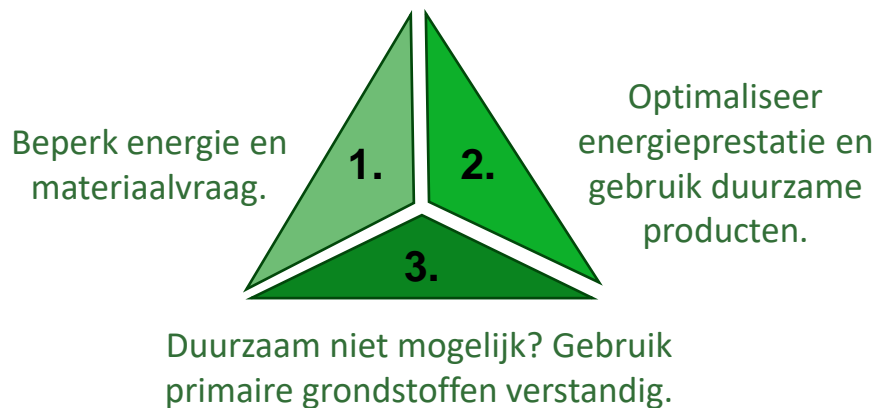 Beperk energie en
materiaalvraag.
1.
2.
Optimaliseer
energieprestatie en
gebruik duurzame
producten.
3.
Duurzaam niet mogelijk? Gebruik
primaire grondstoffen verstandig.